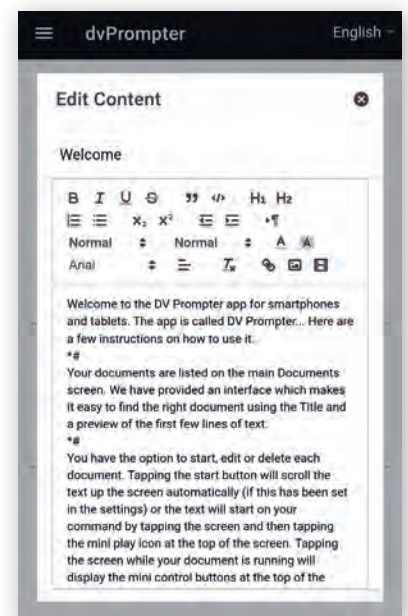 dvPrompter English
Edit Content
Welcome
B I U S ” </> H1 H2
X2 X²
Normal Normal A A
Arial Tx
Welcome to the DV Prompter app for smartphones
and tablets. The app is called DV Prompter... Here are
a few instructions on how to use it.
*#
Your documents are listed on the main Documents
screen. We have provided an interface which makes
it easy to find the right document using the Title and
a preview of the first few lines of text.
*#
You have the option to start, edit or delete each
document. Tapping the start button will scroll the
text up the screen automatically (if this has been set
in the settings) or the text will start on your
command by tapping the screen and then tapping
the mini play icon at the top of the screen. Tapping
the screen while your document is running will
display the mini control buttons at the top of the